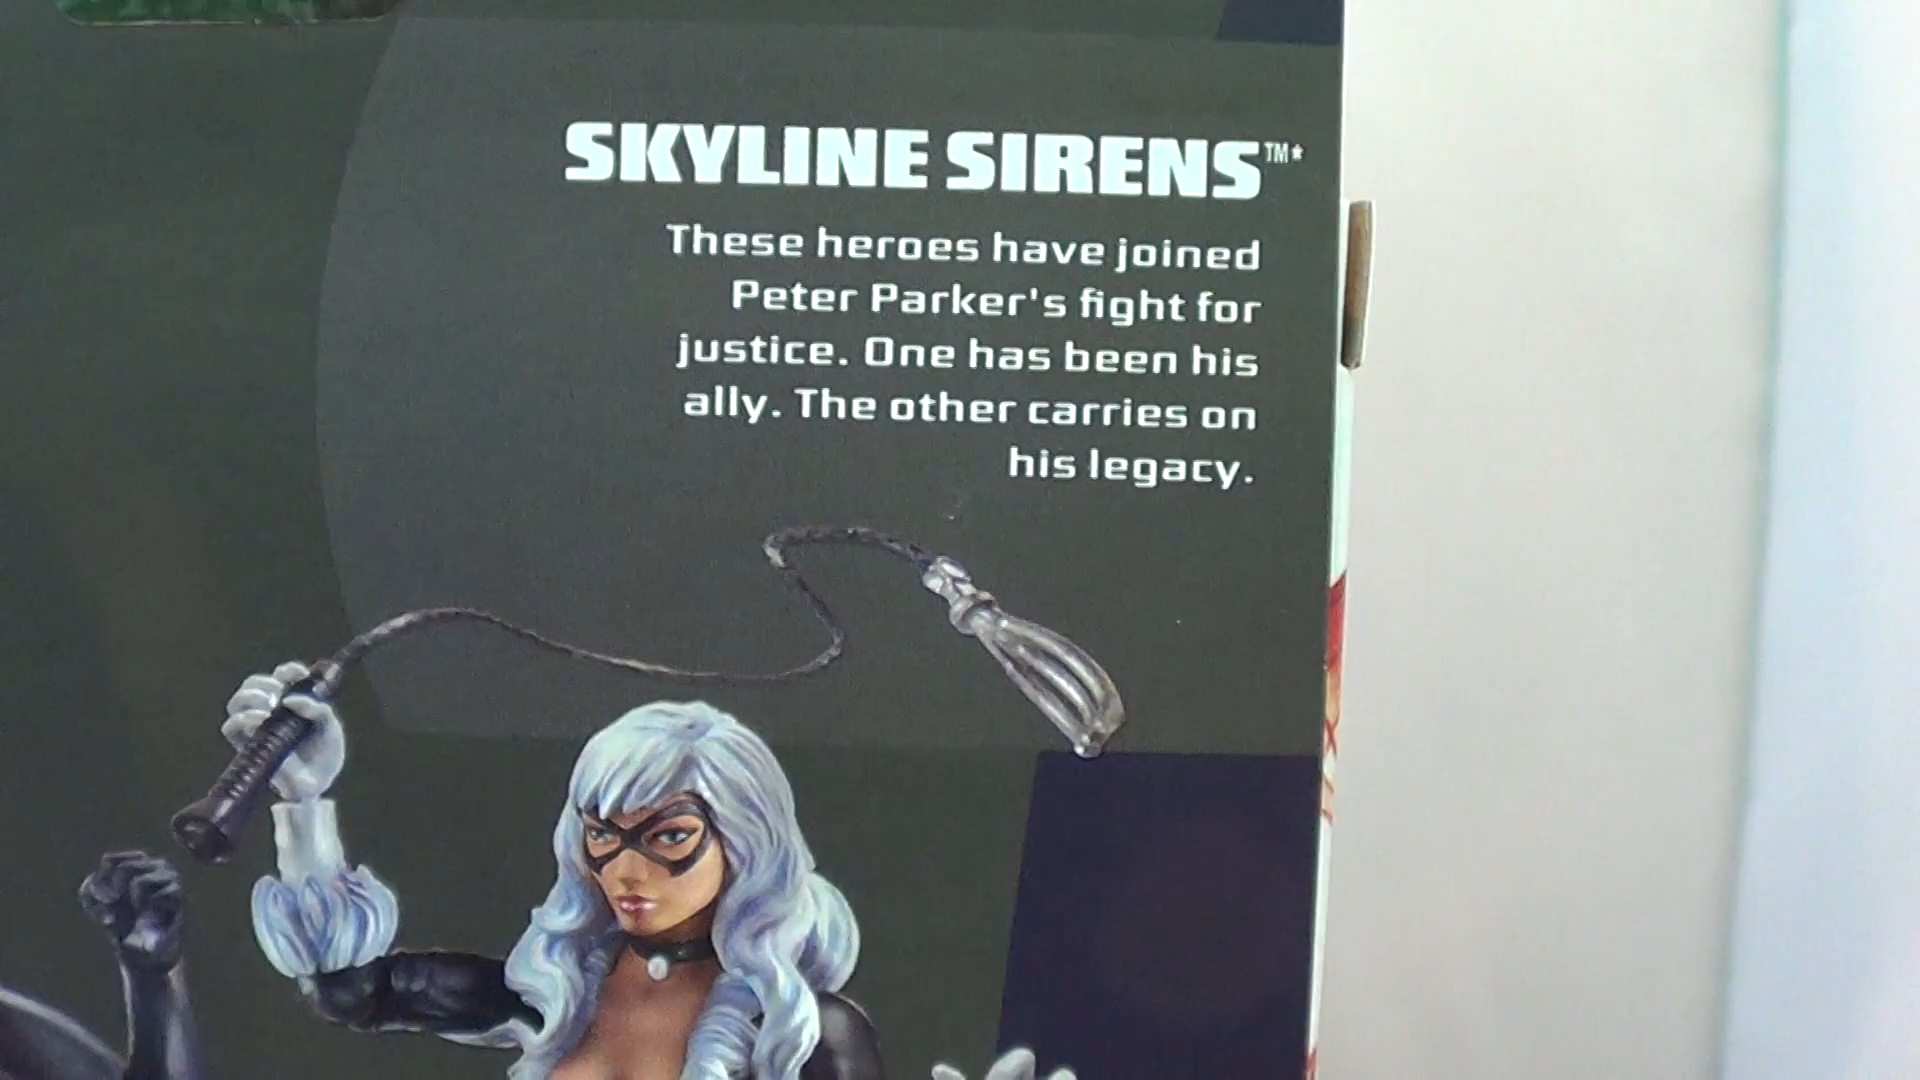 SKYLINE SIRENS™*
These heroes have joined
Peter Parker's fight for
justice. One has been his
ally. The other carries on
his legacy.